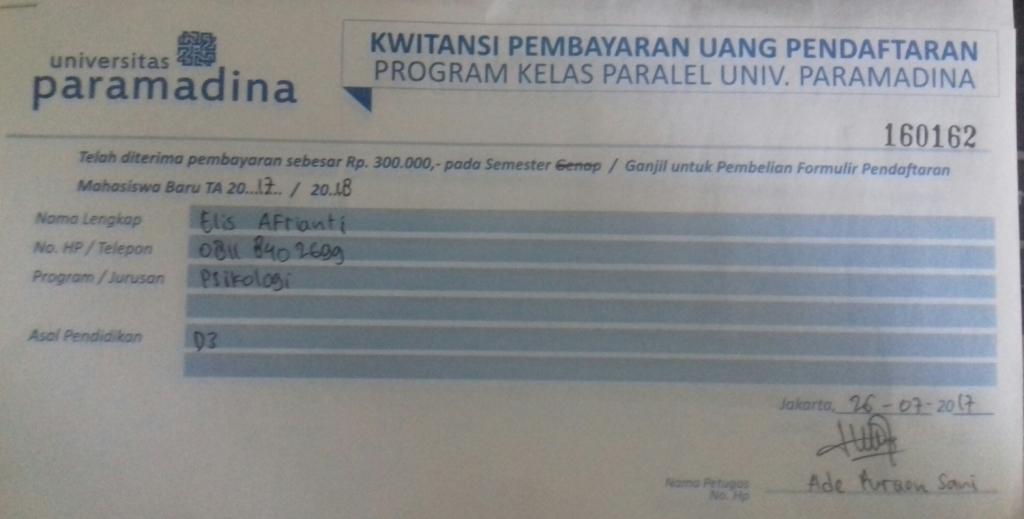 universitas
paramadina
KWITANSI PEMBAYARAN UANG PENDAFTARAN
PROGRAM KELAS PARALEL UNIV. PARAMADINA
160162
Telah diterima pembayaran sebesar Rp. 300.000,- pada Semester Genap / Ganjil untuk Pembelian Formulir Pendaftaran
Mahasiswa Baru TA 20..17.. / 20.18
Nama Lengkap Elis Afrianti
No. HP / Telepon 0811 840 2699
Program / Jurusan Psikologi
Asal Pendidikan D3
Jakarta, 26 - 07 - 2017
Nama Petugas Ade Sani
No. Hp